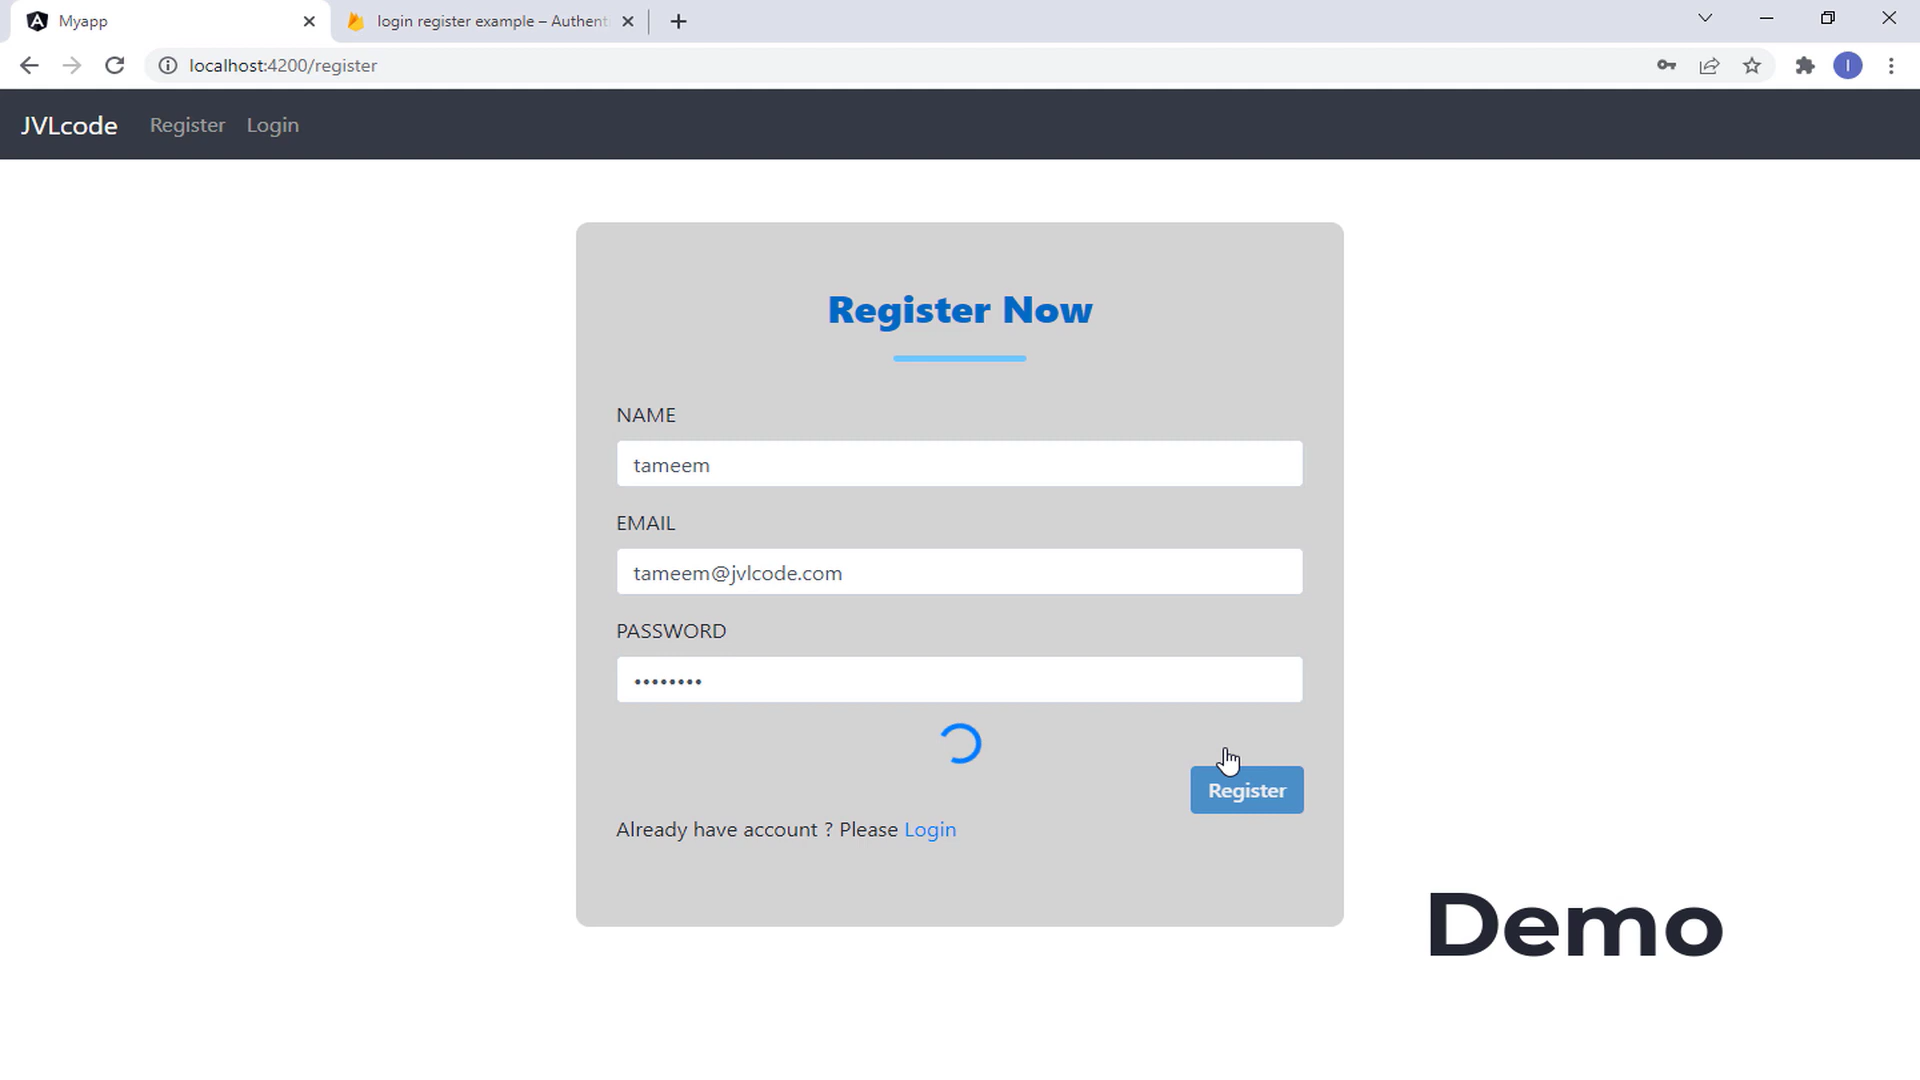 Myapp
login register example – Authent
localhost:4200/register
I
JVLcode Register Login
Register Now
NAME
tameem
EMAIL
tameem@jvlcode.com
PASSWORD
••••••••
Register
Already have account ? Please Login
Demo